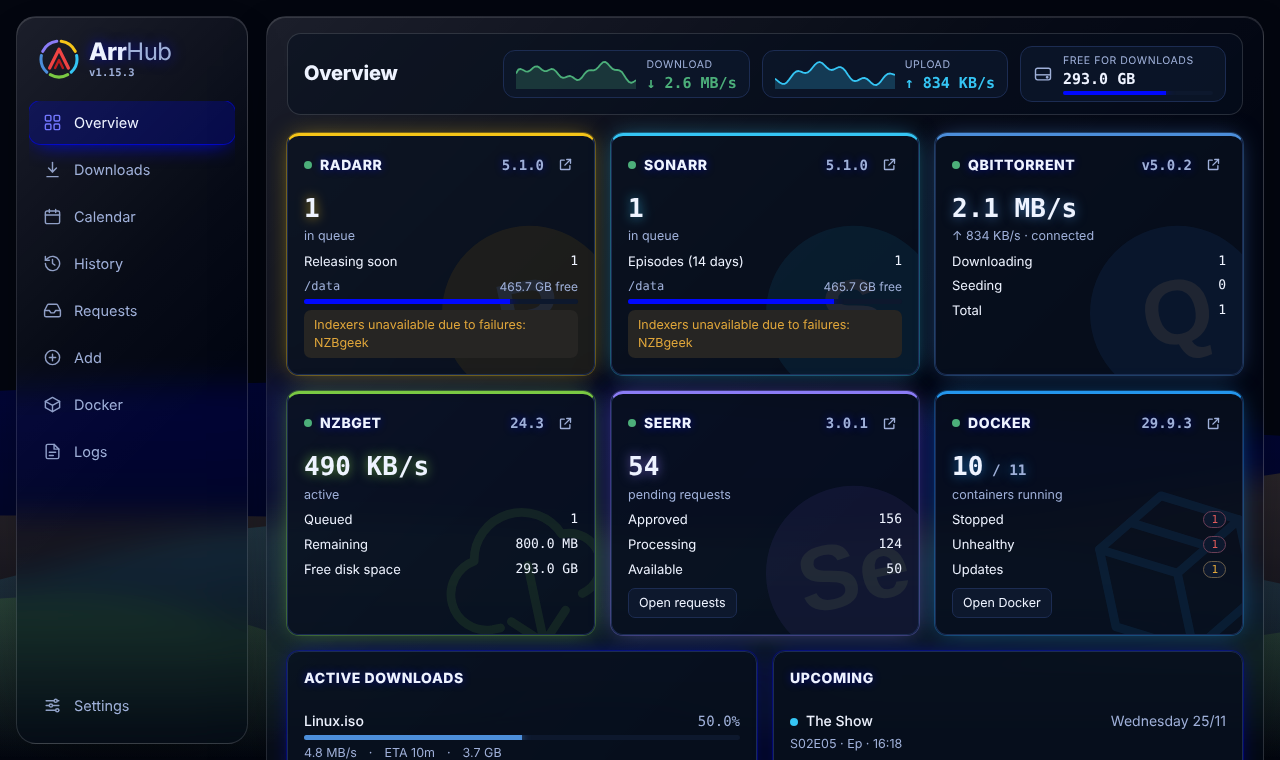 ArrHub
v1.15.3
Overview
Downloads
Calendar
History
Requests
Add
Docker
Logs
Settings
Overview
DOWNLOAD
↓ 2.6 MB/s
UPLOAD
↑ 834 KB/s
FREE FOR DOWNLOADS
293.0 GB
RADARR 5.1.0
1
in queue
Releasing soon 1
/data 465.7 GB free
Indexers unavailable due to failures:
NZBgeek
SONARR 5.1.0
1
in queue
Episodes (14 days) 1
/data 465.7 GB free
Indexers unavailable due to failures:
NZBgeek
QBITTORRENT v5.0.2
2.1 MB/s
↑ 834 KB/s · connected
Downloading 1
Seeding 0
Total 1
Q
NZBGET 24.3
490 KB/s
active
Queued 1
Remaining 800.0 MB
Free disk space 293.0 GB
SEERR 3.0.1
54
pending requests
Approved 156
Processing 124
Available 50
Open requests
Se
DOCKER 29.9.3
10 / 11
containers running
Stopped 1
Unhealthy 1
Updates 1
Open Docker
ACTIVE DOWNLOADS
Linux.iso 50.0%
4.8 MB/s · ETA 10m · 3.7 GB
UPCOMING
The Show Wednesday 25/11
S02E05 · Ep · 16:18